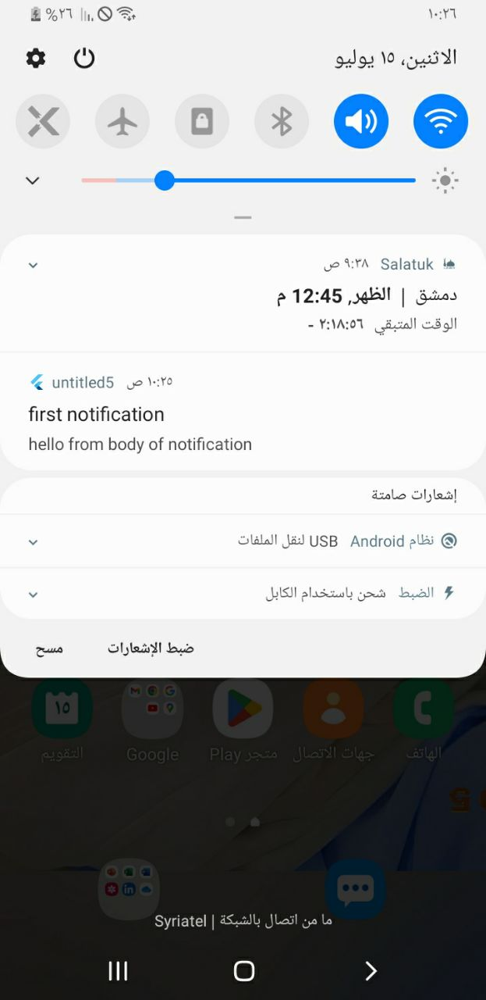 ١٠:٢٦ %٢٦
الاثنين، ١٥ يوليو
Salatuk ٩:٣٨ ص
دمشق | الظهر, 12:45 م
الوقت المتبقي ٢:١٨:٥٦ -
untitled5 ١٠:٢٥ ص
first notification
hello from body of notification
إشعارات صامتة
نظام Android USB لنقل الملفات
الضبط شحن باستخدام الكابل
ضبط الإشعارات مسح
١٥
الهاتف جهات الاتصال متجر Play Google التقويم
ما من اتصال بالشبكة | Syriatel